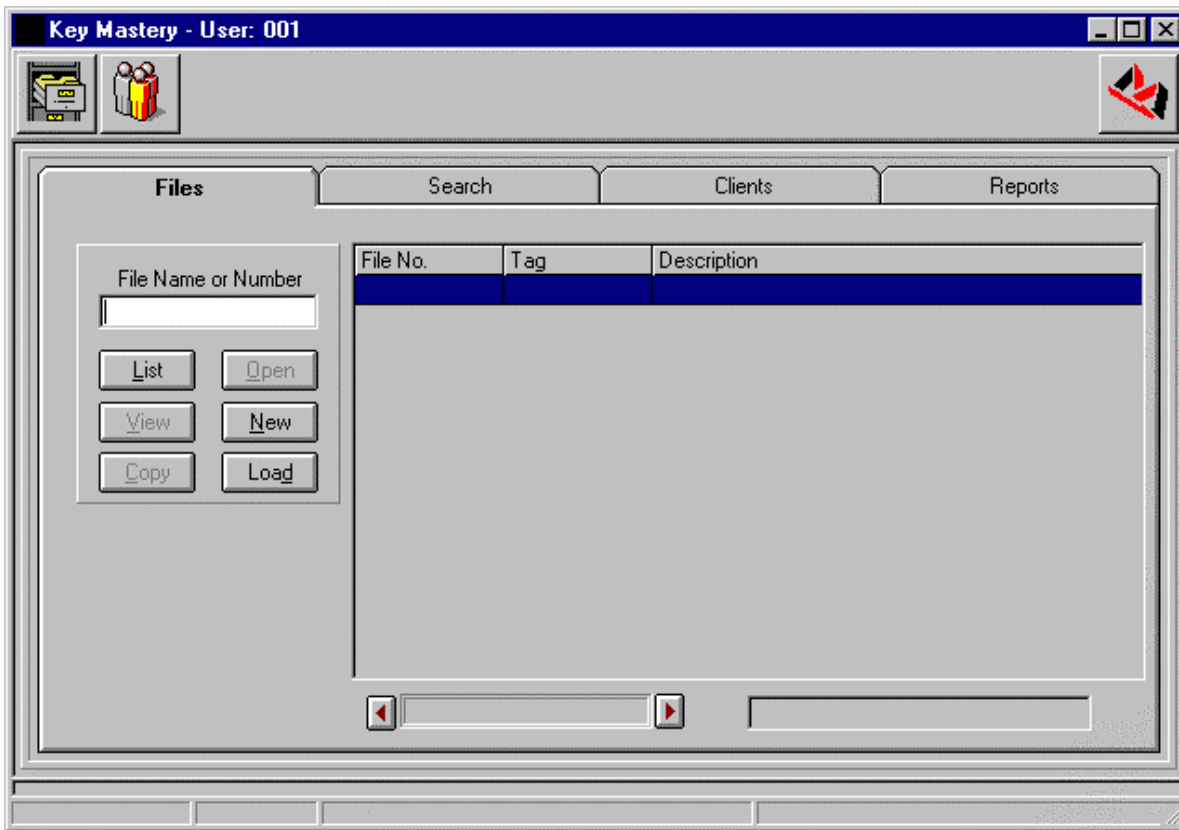 Key Mastery - User: 001
Files Search Clients Reports
File Name or Number
File No. Tag Description
List Open
View New
Copy Load